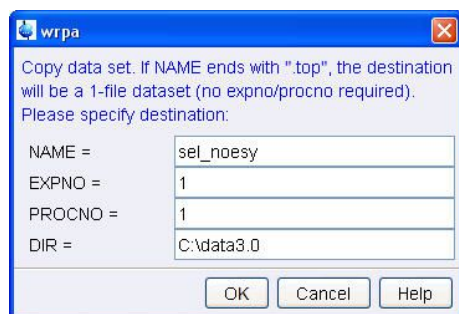 wrpa
Copy data set. If NAME ends with ".top", the destination
will be a 1-file dataset (no expno/procno required).
Please specify destination:
NAME = sel_noesy
EXPNO = 1
PROCNO = 1
DIR = C:\data3.0
OK Cancel Help